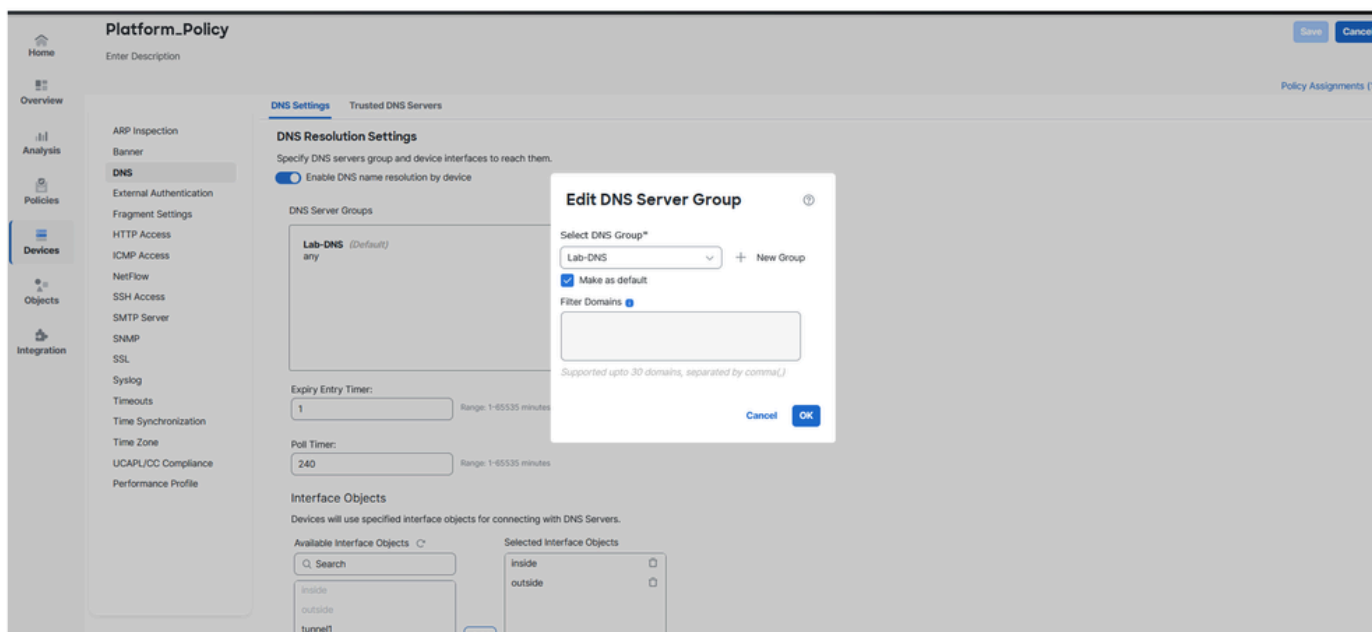 Platform_Policy
Enter Description
Save
Cancel
Policy Assignments (
Home
Overview
Analysis
Policies
Devices
Objects
Integration
ARP Inspection
Banner
DNS
External Authentication
Fragment Settings
HTTP Access
ICMP Access
NetFlow
SSH Access
SMTP Server
SNMP
SSL
Syslog
Timeouts
Time Synchronization
Time Zone
UCAPL/CC Compliance
Performance Profile
DNS Settings Trusted DNS Servers
DNS Resolution Settings
Specify DNS servers group and device interfaces to reach them.
Enable DNS name resolution by device
DNS Server Groups
Lab-DNS (Default)
any
Expiry Entry Timer:
1 Range: 1-65535 minutes
Poll Timer:
240 Range: 1-65535 minutes
Interface Objects
Devices will use specified interface objects for connecting with DNS Servers.
Available Interface Objects
Search
inside
outside
tunnel1
Selected Interface Objects
inside
outside
Edit DNS Server Group
Select DNS Group*
Lab-DNS
+ New Group
Make as default
Filter Domains
Supported upto 30 domains, separated by comma(,)
Cancel OK